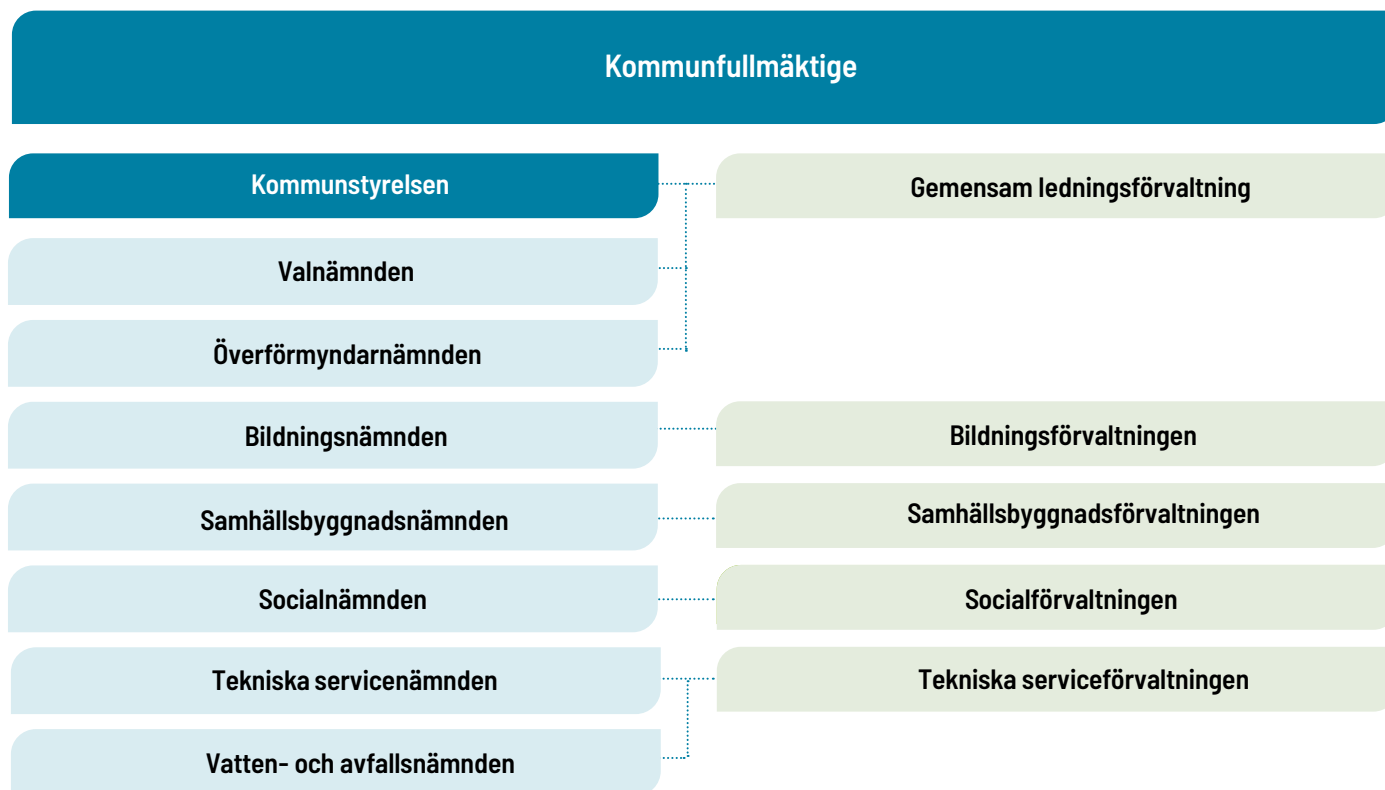 Kommunfullmäktige
Kommunstyrelsen
Gemensam ledningsförvaltning
Valnämnden
Överförmyndarnämnden
Bildningsnämnden
Bildningsförvaltningen
Samhällsbyggnadsnämnden
Samhällsbyggnadsförvaltningen
Socialnämnden
Socialförvaltningen
Tekniska servicenämnden
Tekniska serviceförvaltningen
Vatten- och avfallsnämnden